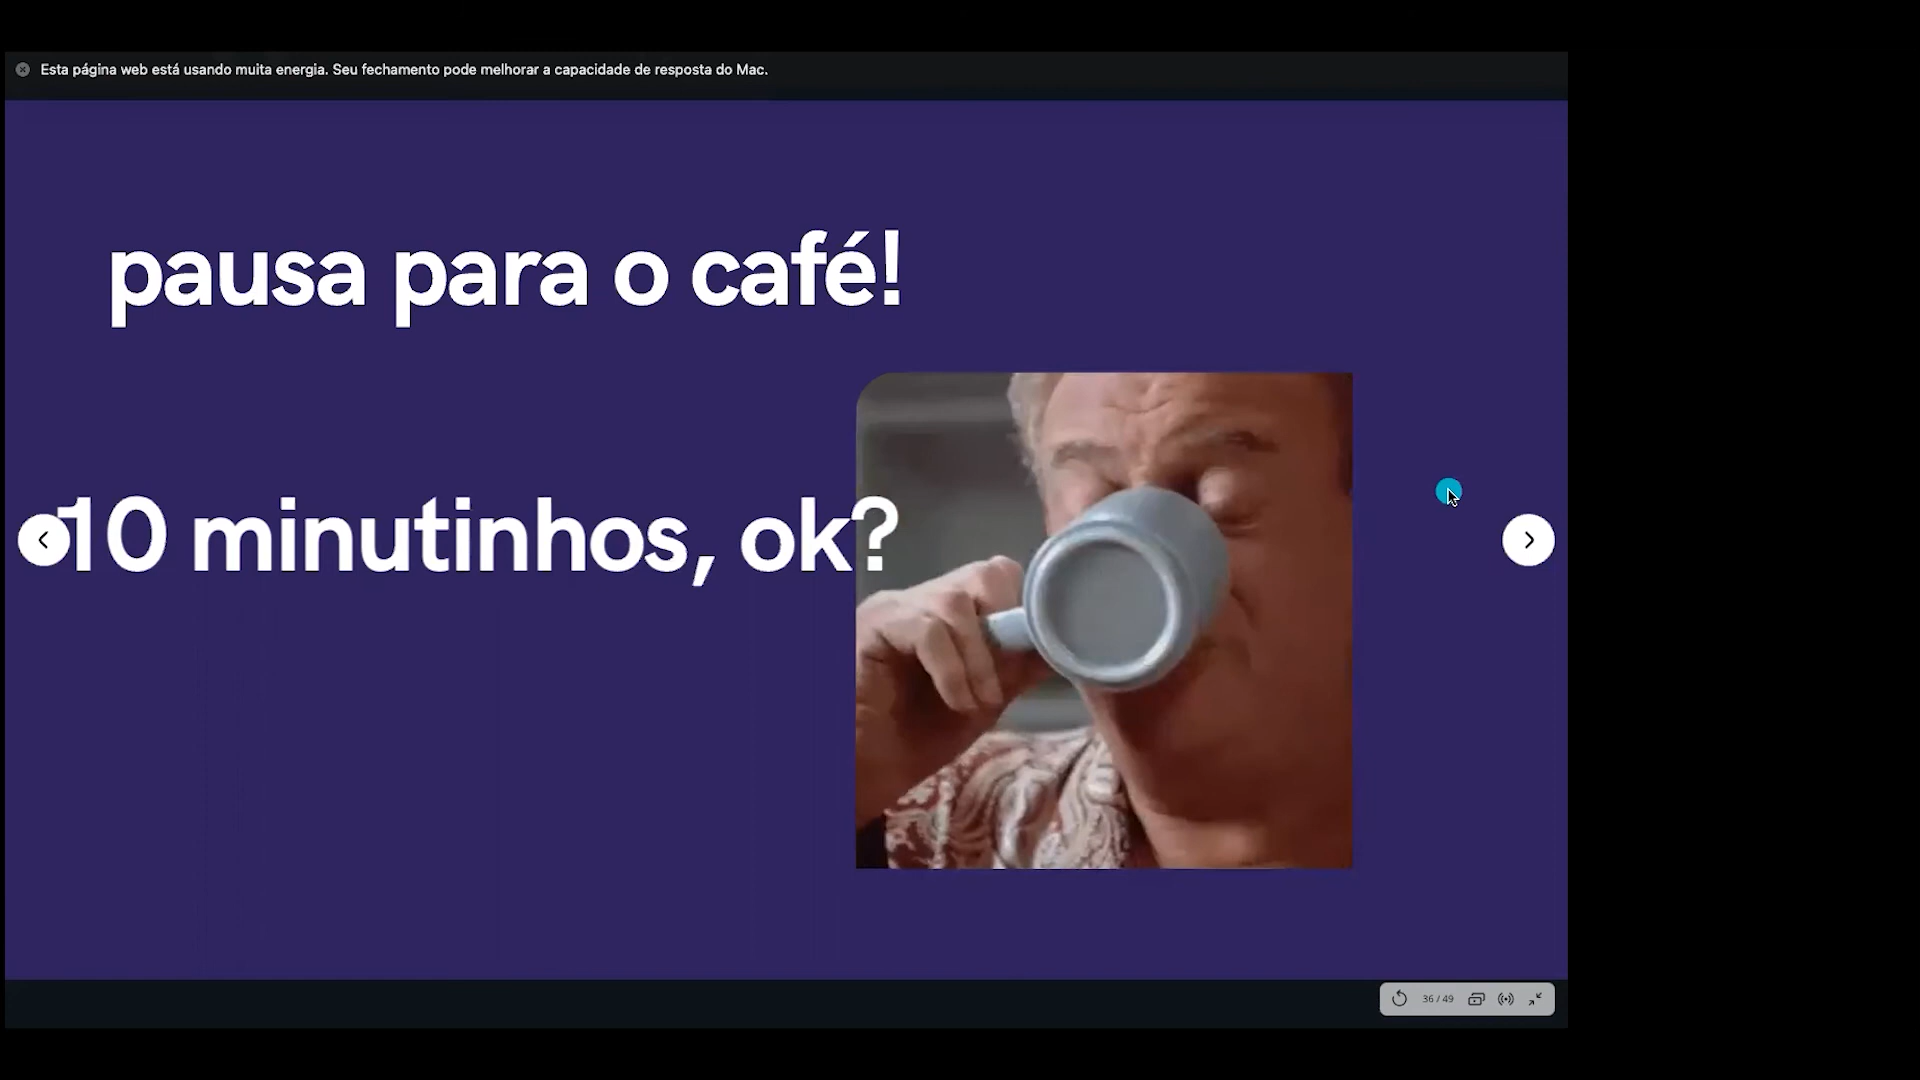 Esta página web está usando muita energia. Seu fechamento pode melhorar a capacidade de resposta do Mac.
pausa para o café!
10 minutinhos, ok?
36 / 49